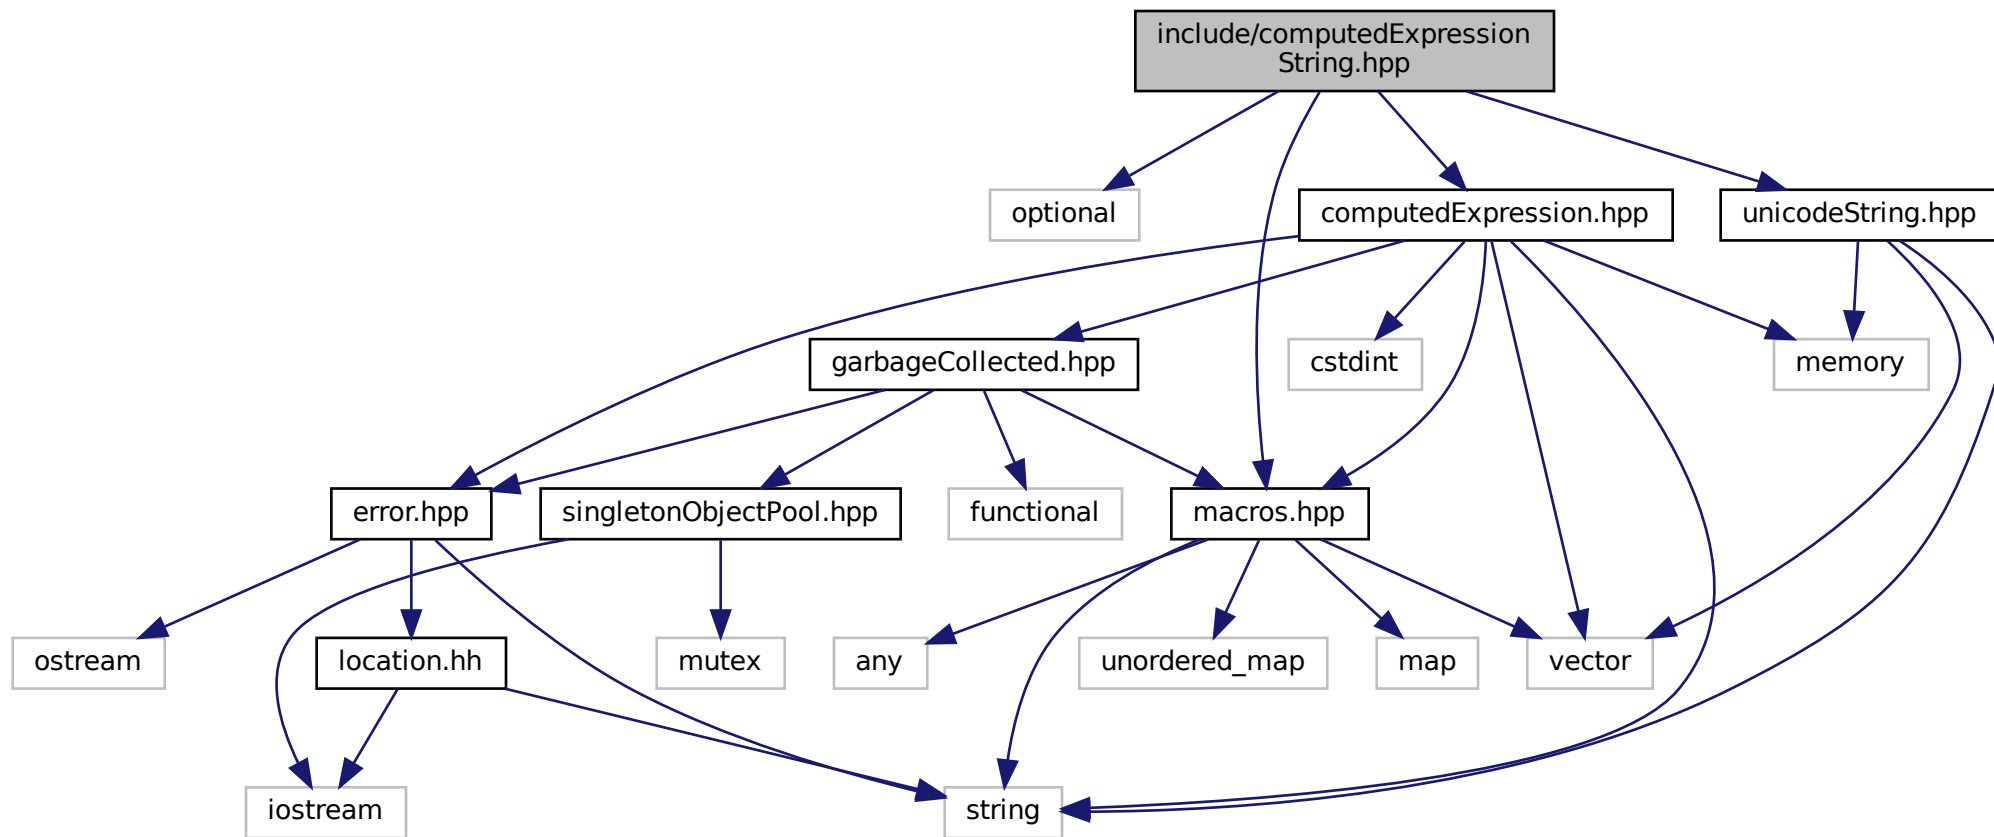 include/computedExpression
String.hpp
optional
computedExpression.hpp
unicodeString.hpp
garbageCollected.hpp
cstdint
memory
error.hpp
singletonObjectPool.hpp
functional
macros.hpp
ostream
location.hh
mutex
any
unordered_map
map
vector
iostream
string